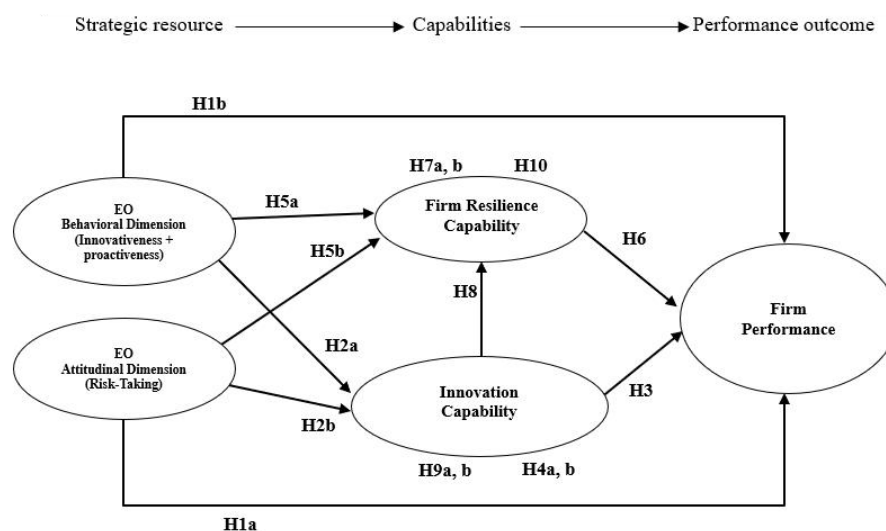 Strategic resource Capabilities Performance outcome
H1b
H7a, b H10
EO
Behavioral Dimension
(Innovativeness +
proactiveness)
H5a
Firm Resilience
Capability
H5b
H6
H8
Firm
Performance
EO
Attitudinal Dimension
(Risk-Taking)
H2a
H2b
Innovation
Capability
H3
H9a, b H4a, b
H1a